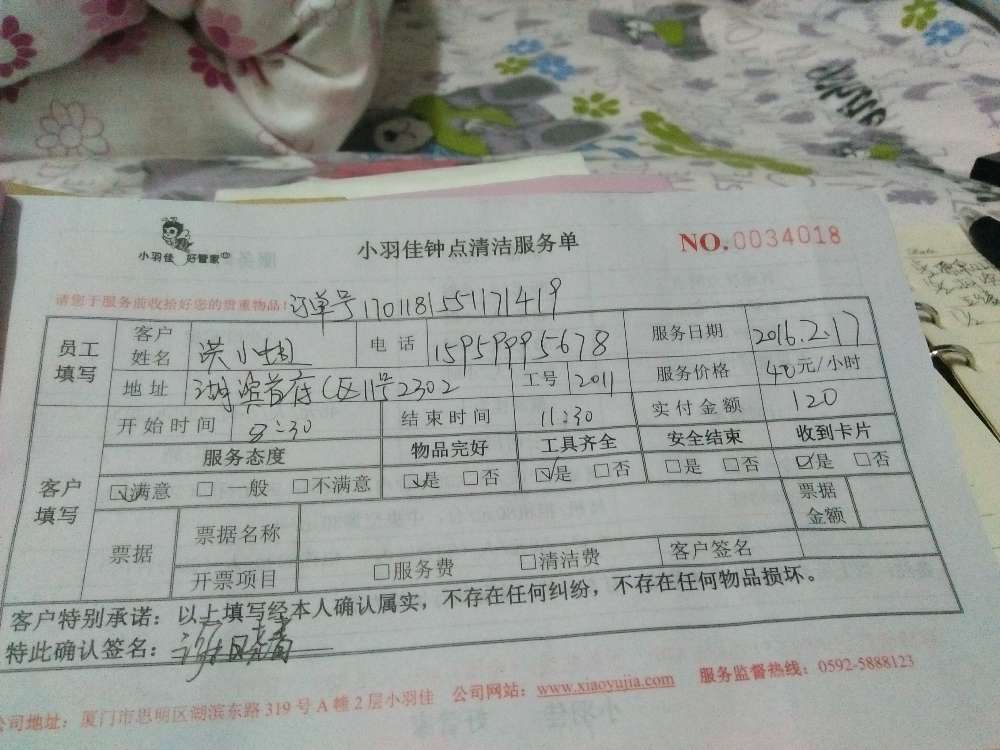 小羽佳 好管家
小羽佳钟点清洁服务单
NO.0034018
请您于服务前收拾好您的贵重物品!订单号170118155117141９
员工填写 客户姓名 洪小 电话 15959995678 服务日期 2016.2.17
地址 湖滨首府C区11号2302 工号 2011 服务价格 40元/小时
开始时间 8:30 结束时间 11:30 实付金额 120
客户填写 服务态度 物品完好 工具齐全 安全结束 收到卡片
☑满意 □一般 □不满意 ☑是 □否 ☑是 □否 □是 □否 ☑是 □否
票据 票据名称 票据金额
开票项目 □服务费 □清洁费 客户签名
客户特别承诺：以上填写经本人确认属实，不存在任何纠纷，不存在任何物品损坏。
特此确认签名：
公司地址：厦门市思明区湖滨东路319号A幢2层小羽佳 公司网站：www.xiaoyujia.com 服务监督热线：0592-5888123